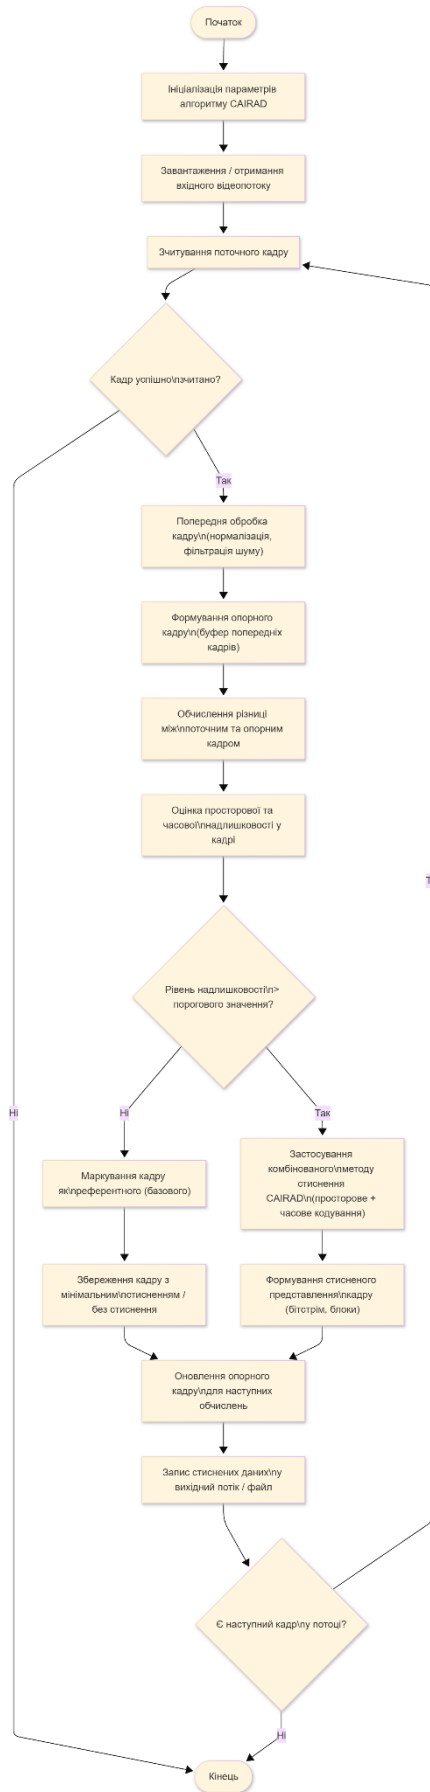 Початок
Ініціалізація параметрів
алгоритму CAIRAD
Завантаження / отримання
вхідного відеопотоку
Зчитування поточного кадру
Кадр успішно\nзчитано?
Так
Попередня обробка
кадру\n(нормалізація,
фільтрація шуму)
Формування опорного
кадру\n(буфер попередніх
кадрів)
Обчислення різниці
між\nпоточним та опорним
кадром
Оцінка просторової та
часової\nнадлишковості у
кадрі
Рівень надлишковості\n>
порогового значення?
Ні
Ні
Так
Маркування кадру
як\nреферентного (базового)
Застосування
комбінованого\nметоду
стиснення
CAIRAD\n(просторове +
часове кодування)
Збереження кадру з
мінімальним\nстисненням /
без стиснення
Формування стисненого
представлення\nкадру
(бітстрім, блоки)
Оновлення опорного
кадру\nдля наступних
обчислень
Запис стиснених даних\nу
вихідний потік / файл
Є наступний кадр\nу потоці?
Ні
Кінець